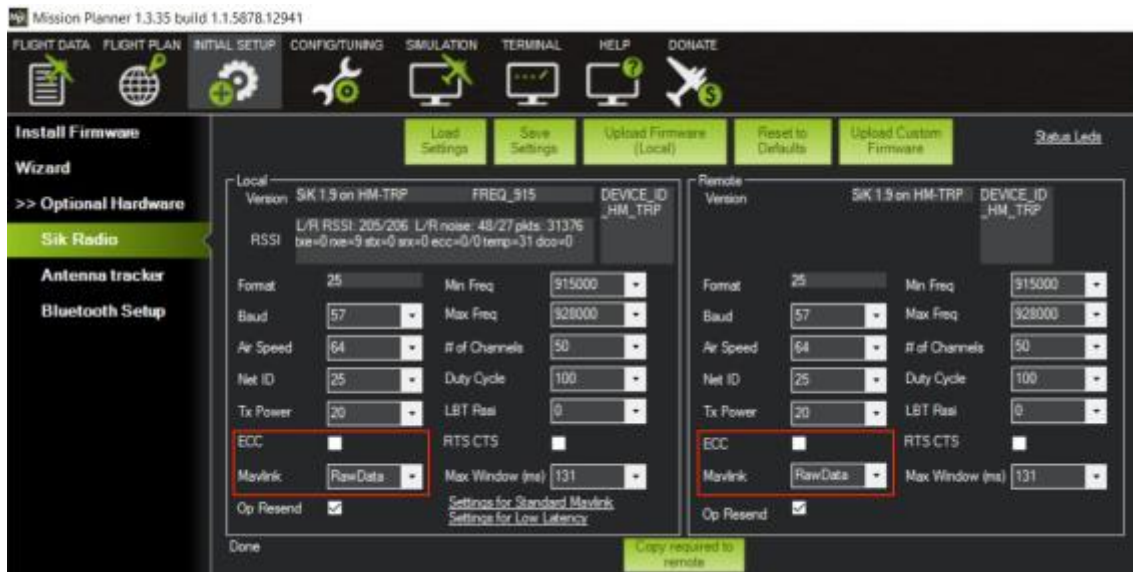 Mission Planner 1.3.35 build 1.1.5878.12941
FLIGHT DATA FLIGHT PLAN INITIAL SETUP CONFIG/TUNING SIMULATION TERMINAL HELP DONATE
Install Firmware
Wizard
>> Optional Hardware
Sik Radio
Antenna tracker
Bluetooth Setup
Load Settings
Save Settings
Upload Firmware (Local)
Reset to Defaults
Upload Custom Firmware
Status Leds
Local
Version SiK 1.9 on HM-TRP FREQ_915 DEVICE_ID_HM_TRP
RSSI L/R RSSI: 205/206 L/R noise: 48/27 pkts: 31376
txe=0 rxe=9 stx=0 srx=0 ecc=0/0 temp=31 dco=0
Format 25 Min Freq 915000
Baud 57 Max Freq 928000
Air Speed 64 # of Channels 50
Net ID 25 Duty Cycle 100
Tx Power 20 LBT Rssi 0
ECC RTS CTS
Mavlink RawData Max Window (ms) 131
Op Resend Settings for Standard Mavlink
Settings for Low Latency
Remote
Version SiK 1.9 on HM-TRP DEVICE_ID_HM_TRP
Format 25 Min Freq 915000
Baud 57 Max Freq 928000
Air Speed 64 # of Channels 50
Net ID 25 Duty Cycle 100
Tx Power 20 LBT Rssi 0
ECC RTS CTS
Mavlink RawData Max Window (ms) 131
Op Resend
Done
Copy required to remote